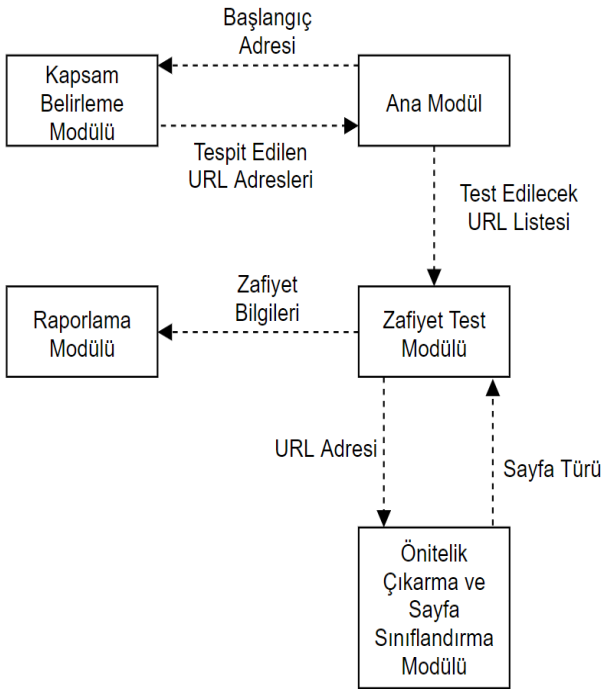 Başlangıç
Adresi
Kapsam
Belirleme
Modülü
Ana Modül
Tespit Edilen
URL Adresleri
Test Edilecek
URL Listesi
Zafiyet
Bilgileri
Raporlama
Modülü
Zafiyet Test
Modülü
URL Adresi
Sayfa Türü
Önitelik
Çıkarma ve
Sayfa
Sınıflandırma
Modülü